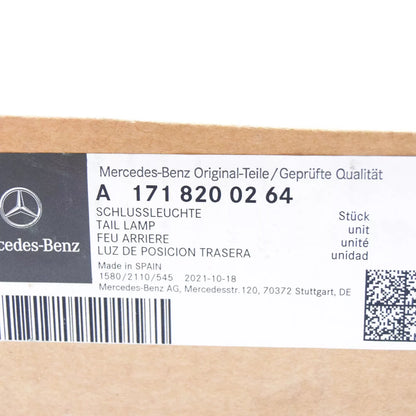 Mercedes-Benz Original-Teile/Geprüfte Qualität
A 171 820 02 64
SCHLUSSLEUCHTE
TAIL LAMP
FEU ARRIERE
LUZ DE POSICION TRASERA
Stück
unit
unité
unidad
cedes-Benz
Made in SPAIN
1580/2110/545 2021-10-18
Mercedes-Benz AG, Mercedesstr.120, 70372 Stuttgart, DE